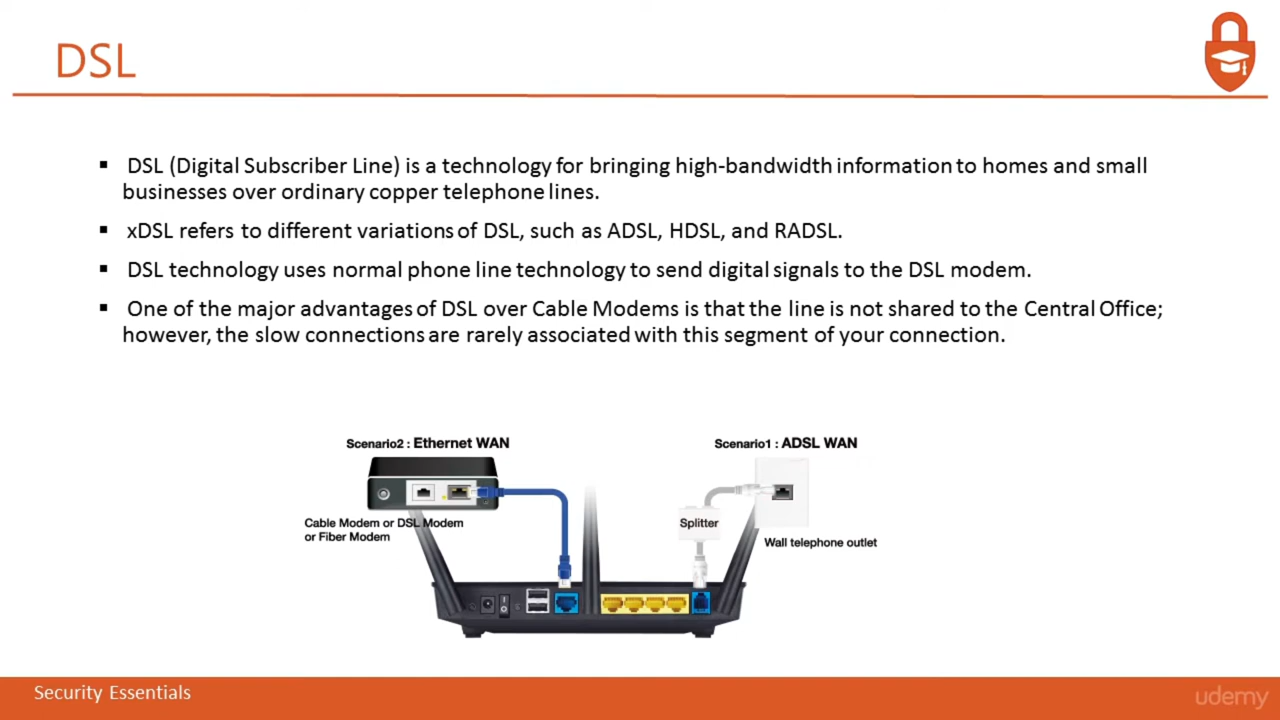 DSL
▪ DSL (Digital Subscriber Line) is a technology for bringing high-bandwidth information to homes and small
businesses over ordinary copper telephone lines.
▪ xDSL refers to different variations of DSL, such as ADSL, HDSL, and RADSL.
▪ DSL technology uses normal phone line technology to send digital signals to the DSL modem.
▪ One of the major advantages of DSL over Cable Modems is that the line is not shared to the Central Office;
however, the slow connections are rarely associated with this segment of your connection.
Scenario2 : Ethernet WAN
Scenario1 : ADSL WAN
Cable Modem or DSL Modem
or Fiber Modem
Splitter
Wall telephone outlet
Security Essentials
udemy